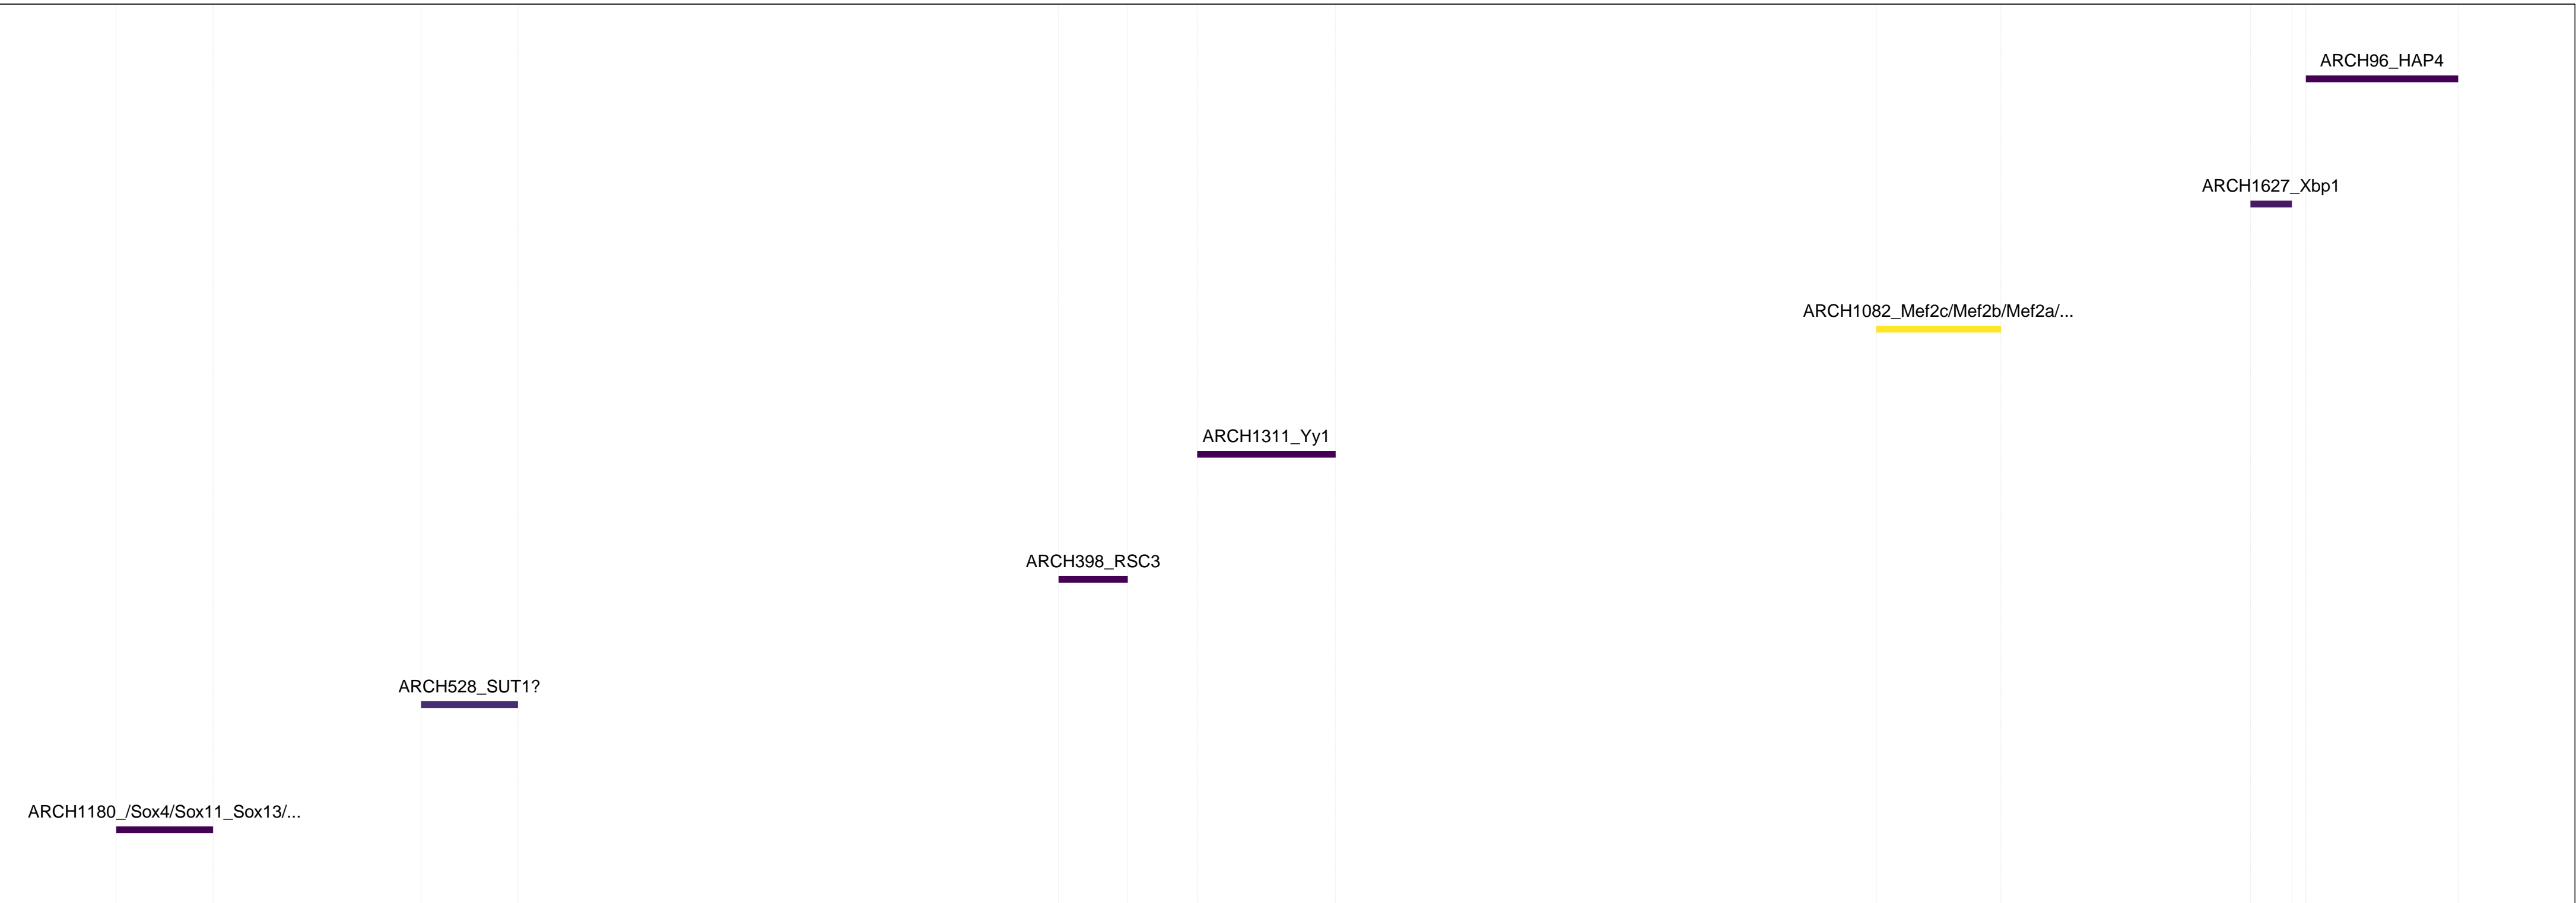 ARCH96_HAP4
ARCH1627_Xbp1
ARCH1082_Mef2c/Mef2b/Mef2a/...
ARCH1311_Yy1
ARCH398_RSC3
ARCH528_SUT1?
ARCH1180_/Sox4/Sox11_Sox13/...